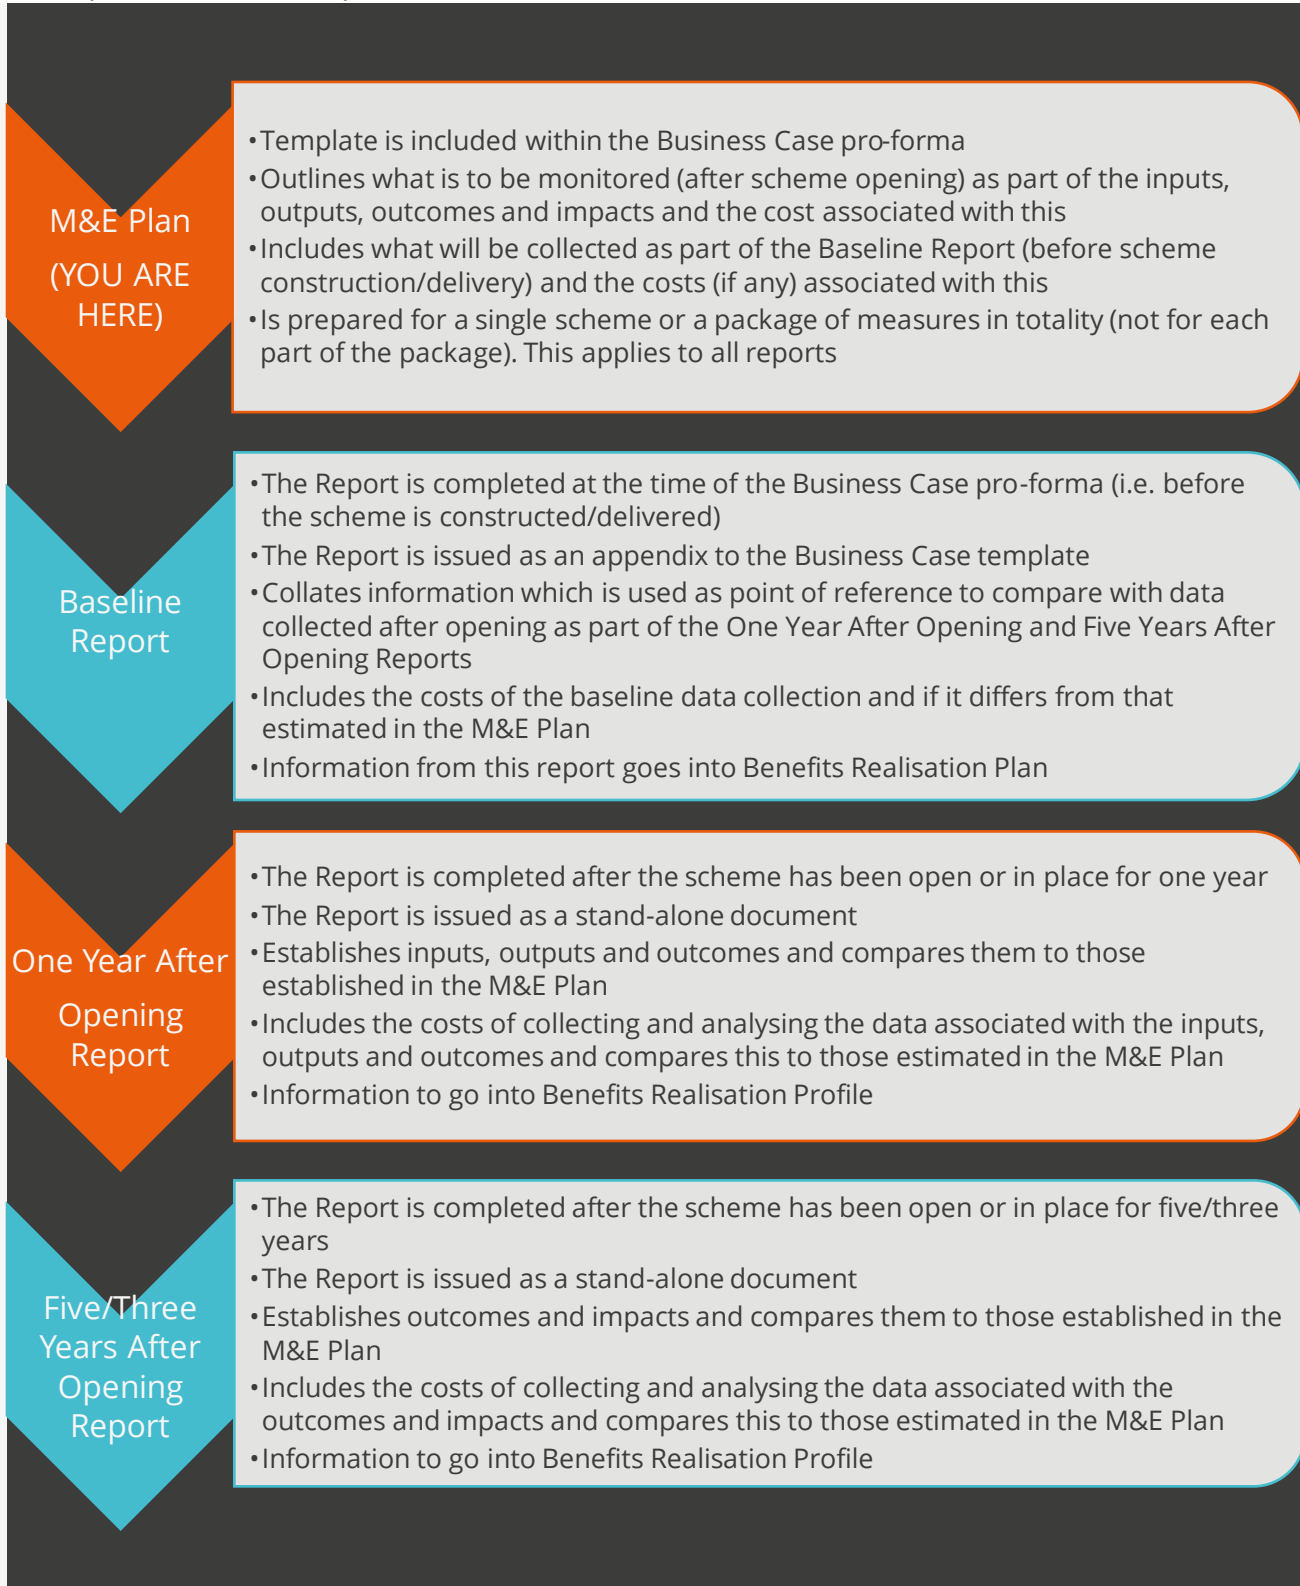 M&E Plan
(YOU ARE
HERE)
•Template is included within the Business Case pro-forma
•Outlines what is to be monitored (after scheme opening) as part of the inputs,
outputs, outcomes and impacts and the cost associated with this
•Includes what will be collected as part of the Baseline Report (before scheme
construction/delivery) and the costs (if any) associated with this
•Is prepared for a single scheme or a package of measures in totality (not for each
part of the package). This applies to all reports
Baseline
Report
•The Report is completed at the time of the Business Case pro-forma (i.e. before
the scheme is constructed/delivered)
•The Report is issued as an appendix to the Business Case template
•Collates information which is used as point of reference to compare with data
collected after opening as part of the One Year After Opening and Five Years After
Opening Reports
•Includes the costs of the baseline data collection and if it differs from that
estimated in the M&E Plan
•Information from this report goes into Benefits Realisation Plan
One Year After
Opening
Report
•The Report is completed after the scheme has been open or in place for one year
•The Report is issued as a stand-alone document
•Establishes inputs, outputs and outcomes and compares them to those
established in the M&E Plan
•Includes the costs of collecting and analysing the data associated with the inputs,
outputs and outcomes and compares this to those estimated in the M&E Plan
•Information to go into Benefits Realisation Profile
Five/Three
Years After
Opening
Report
•The Report is completed after the scheme has been open or in place for five/three
years
•The Report is issued as a stand-alone document
•Establishes outcomes and impacts and compares them to those established in the
M&E Plan
•Includes the costs of collecting and analysing the data associated with the
outcomes and impacts and compares this to those estimated in the M&E Plan
•Information to go into Benefits Realisation Profile